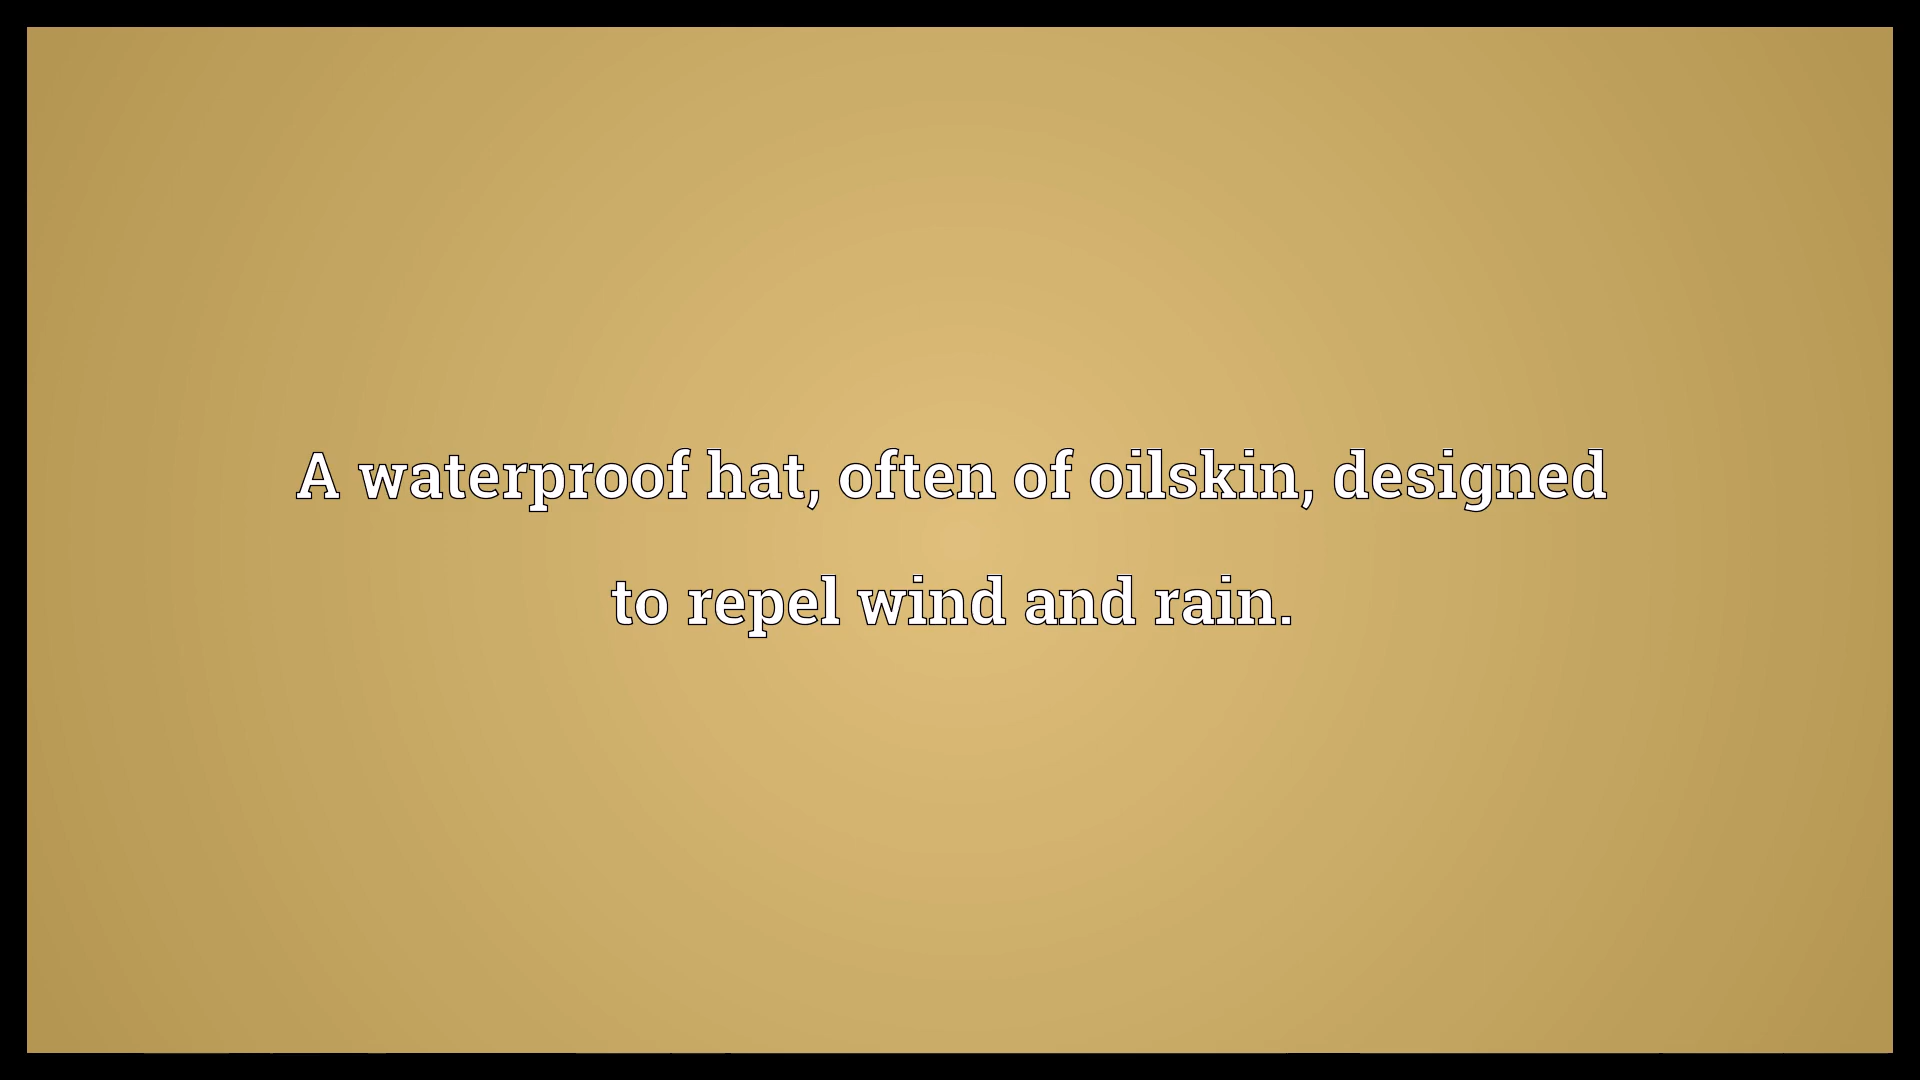 A waterproof hat, often of oilskin, designed
to repel wind and rain.